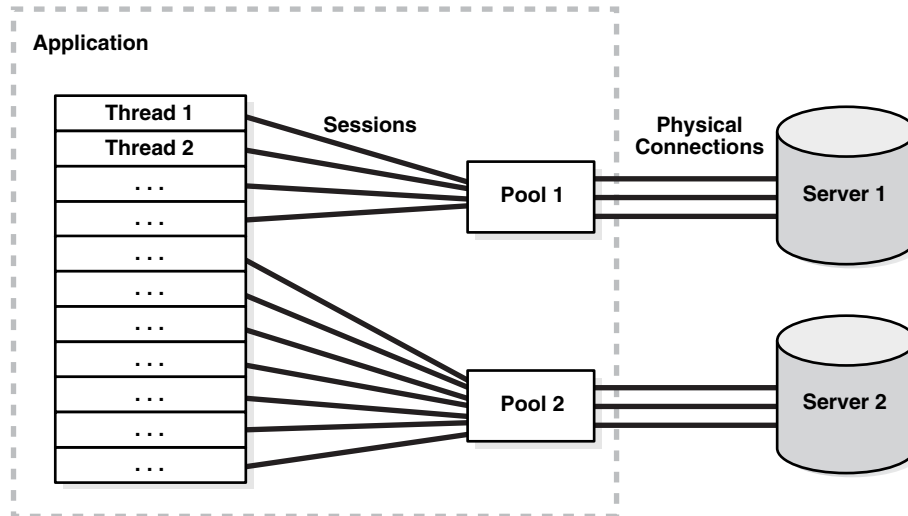 Application
Thread 1
Thread 2
. . .
. . .
. . .
. . .
. . .
. . .
. . .
. . .
. . .
Sessions
Pool 1
Pool 2
Physical
Connections
Server 1
Server 2